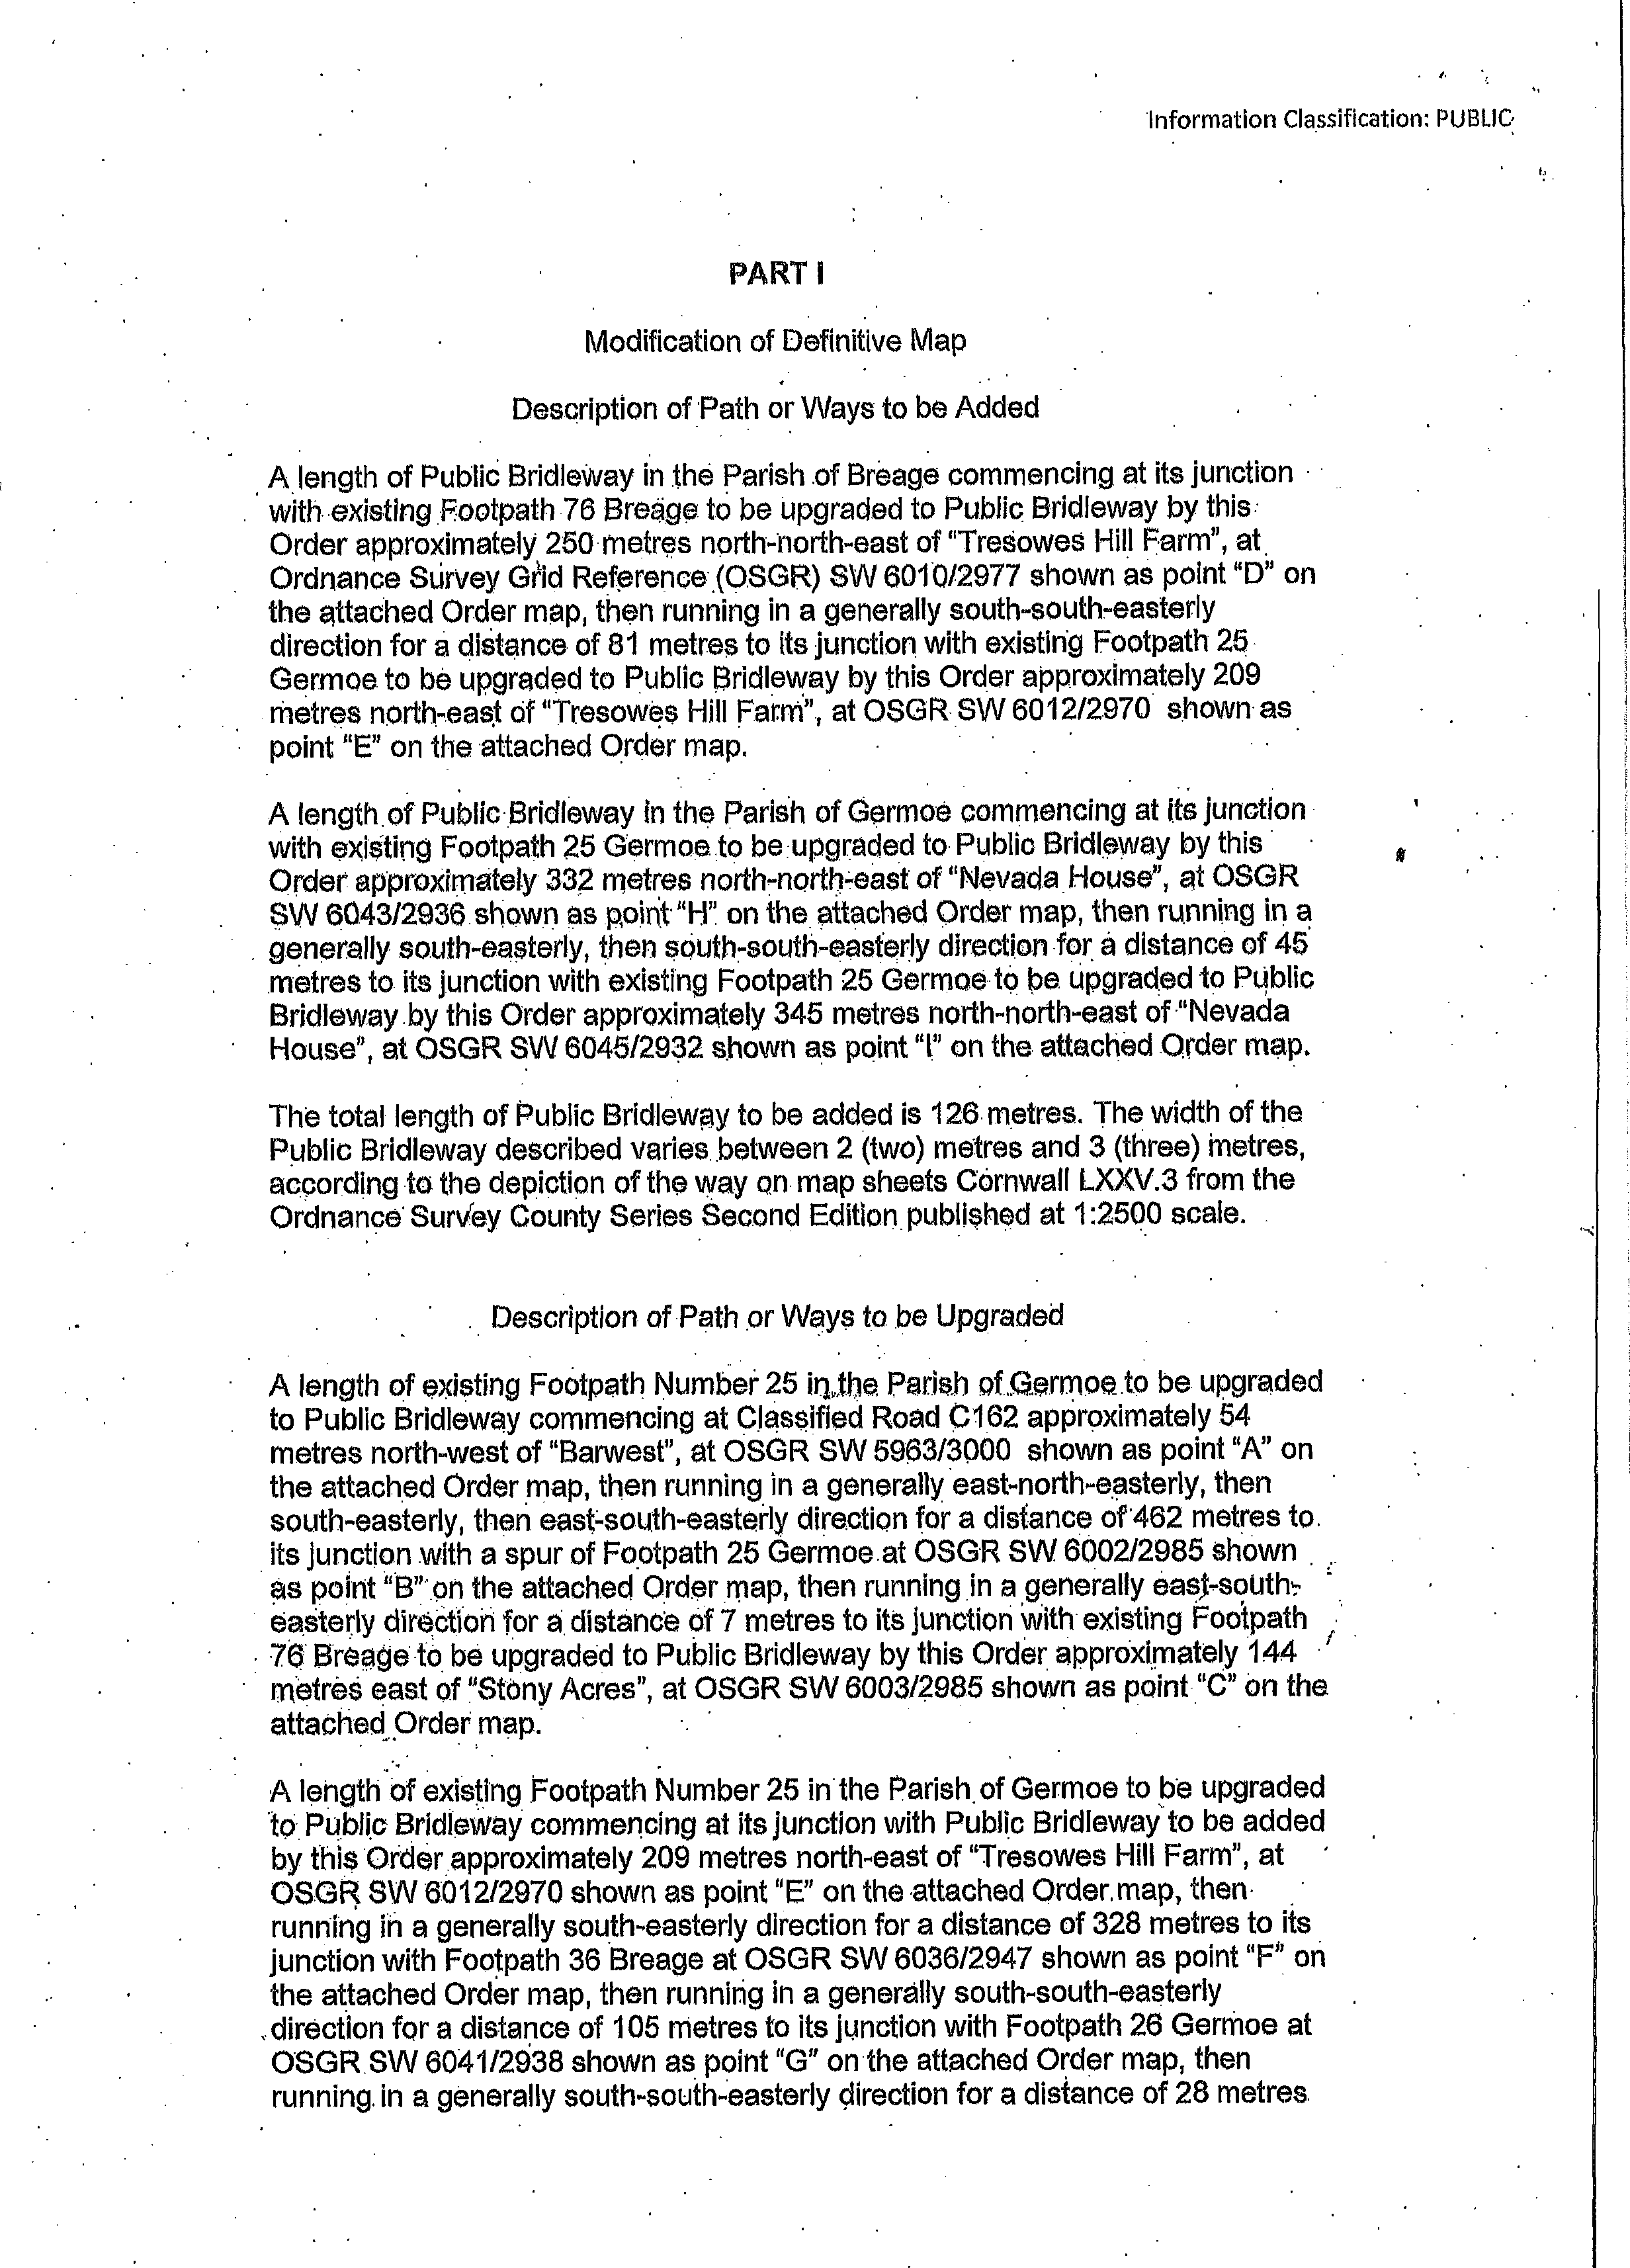 Information Classification: PUBLIC
PART I
Modification of Definitive Map
Description of Path or Ways to be Added
A length of Public Bridleway in the Parish of Breage commencing at its junction
with existing Footpath 76 Breage to be upgraded to Public Bridleway by this
Order approximately 250 metres north-north-east of “Tresowes Hill Farm”, at
Ordnance Survey Grid Reference (OSGR) SW 6010/2977 shown as point “D” on
the attached Order map, then running in a generally south-south-easterly
direction for a distance of 81 metres to its junction with existing Footpath 25
Germoe to be upgraded to Public Bridleway by this Order approximately 209
metres north-east of “Tresowes Hill Farm”, at OSGR SW 6012/2970 shown as
point “E” on the attached Order map.
A length of Public Bridleway in the Parish of Germoe commencing at its junction
with existing Footpath 25 Germoe to be upgraded to Public Bridleway by this
Order approximately 332 metres north-north-east of “Nevada House”, at OSGR
SW 6043/2936 shown as point “H” on the attached Order map, then running in a
generally south-easterly, then south-south-easterly direction for a distance of 45
metres to its junction with existing Footpath 25 Germoe to be upgraded to Public
Bridleway by this Order approximately 345 metres north-north-east of “Nevada
House”, at OSGR SW 6045/2932 shown as point “I” on the attached Order map.
The total length of Public Bridleway to be added is 126 metres. The width of the
Public Bridleway described varies between 2 (two) metres and 3 (three) metres,
according to the depiction of the way on map sheets Cornwall LXXV.3 from the
Ordnance Survey County Series Second Edition published at 1:2500 scale.
Description of Path or Ways to be Upgraded
A length of existing Footpath Number 25 in the Parish of Germoe to be upgraded
to Public Bridleway commencing at Classified Road C162 approximately 54
metres north-west of “Barwest”, at OSGR SW 5963/3000 shown as point “A” on
the attached Order map, then running in a generally east-north-easterly, then
south-easterly, then east-south-easterly direction for a distance of 462 metres to
its junction with a spur of Footpath 25 Germoe at OSGR SW 6002/2985 shown
as point “B” on the attached Order map, then running in a generally east-south-
easterly direction for a distance of 7 metres to its junction with existing Footpath
76 Breage to be upgraded to Public Bridleway by this Order approximately 144
metres east of “Stony Acres”, at OSGR SW 6003/2985 shown as point “C” on the
attached Order map.
A length of existing Footpath Number 25 in the Parish of Germoe to be upgraded
to Public Bridleway commencing at its junction with Public Bridleway to be added
by this Order approximately 209 metres north-east of “Tresowes Hill Farm”, at
OSGR SW 6012/2970 shown as point “E” on the attached Order map, then
running in a generally south-easterly direction for a distance of 328 metres to its
junction with Footpath 36 Breage at OSGR SW 6036/2947 shown as point “F” on
the attached Order map, then running in a generally south-south-easterly
direction for a distance of 105 metres to its junction with Footpath 26 Germoe at
OSGR SW 6041/2938 shown as point “G” on the attached Order map, then
running in a generally south-south-easterly direction for a distance of 28 metres